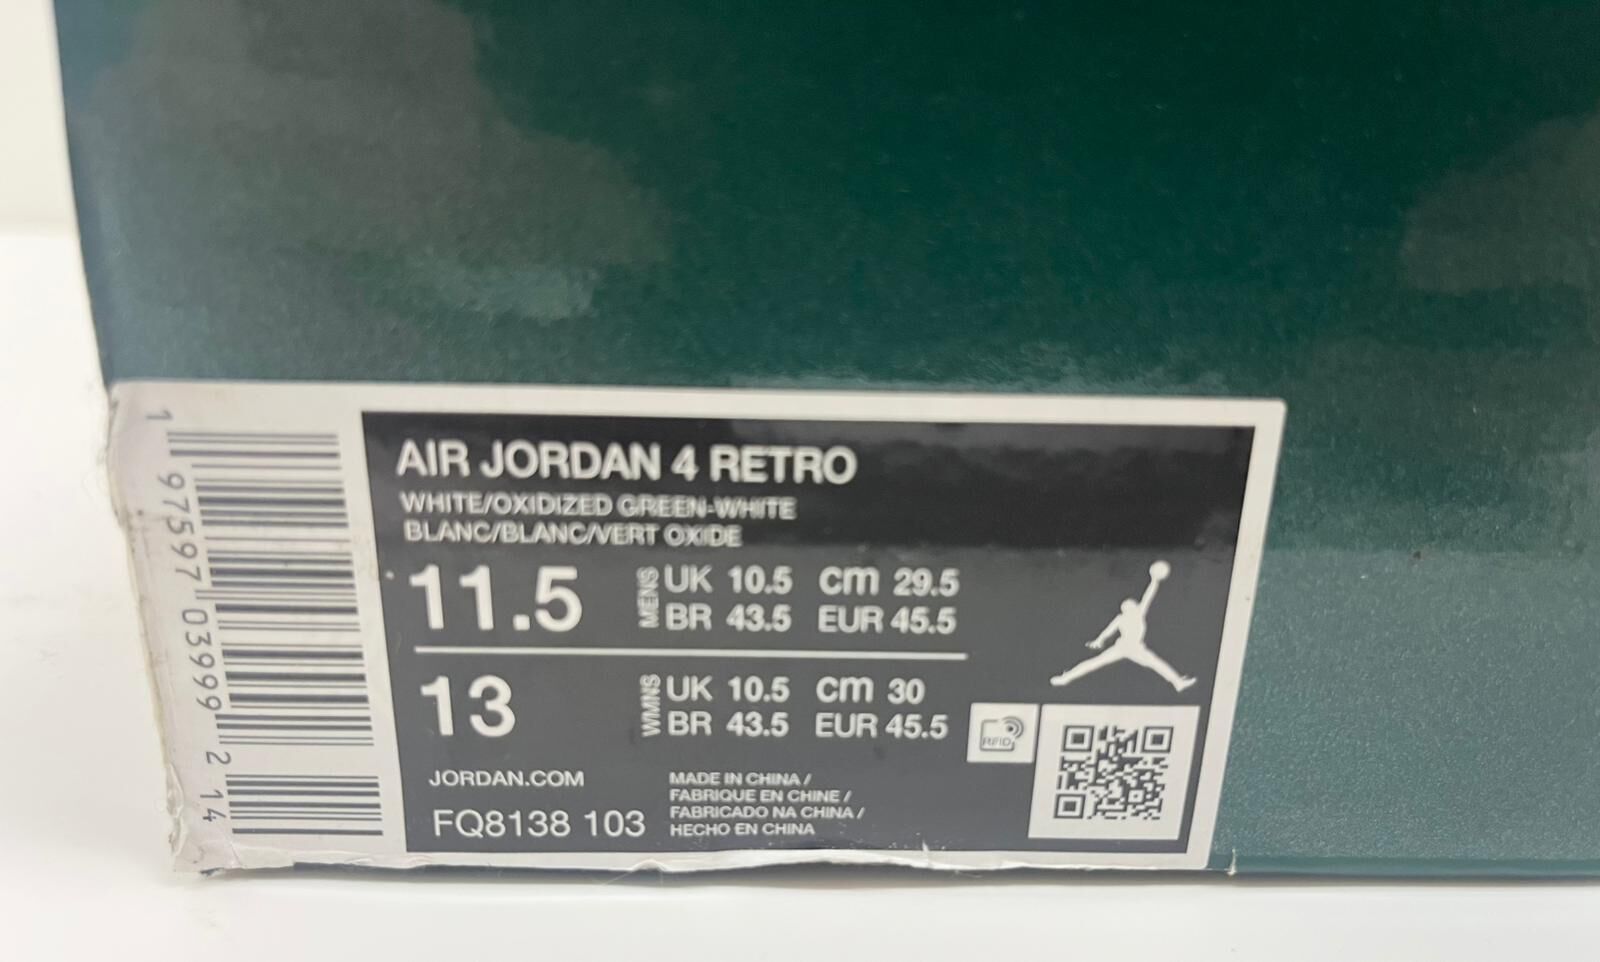 1 97597 03999 2 14
AIR JORDAN 4 RETRO
WHITE/OXIDIZED GREEN-WHITE
BLANC/BLANC/VERT OXIDE
11.5 MENS UK 10.5 cm 29.5
BR 43.5 EUR 45.5
13 WMNS UK 10.5 cm 30
BR 43.5 EUR 45.5
RFID
JORDAN.COM
FQ8138 103
MADE IN CHINA /
FABRIQUE EN CHINE /
FABRICADO NA CHINA /
HECHO EN CHINA